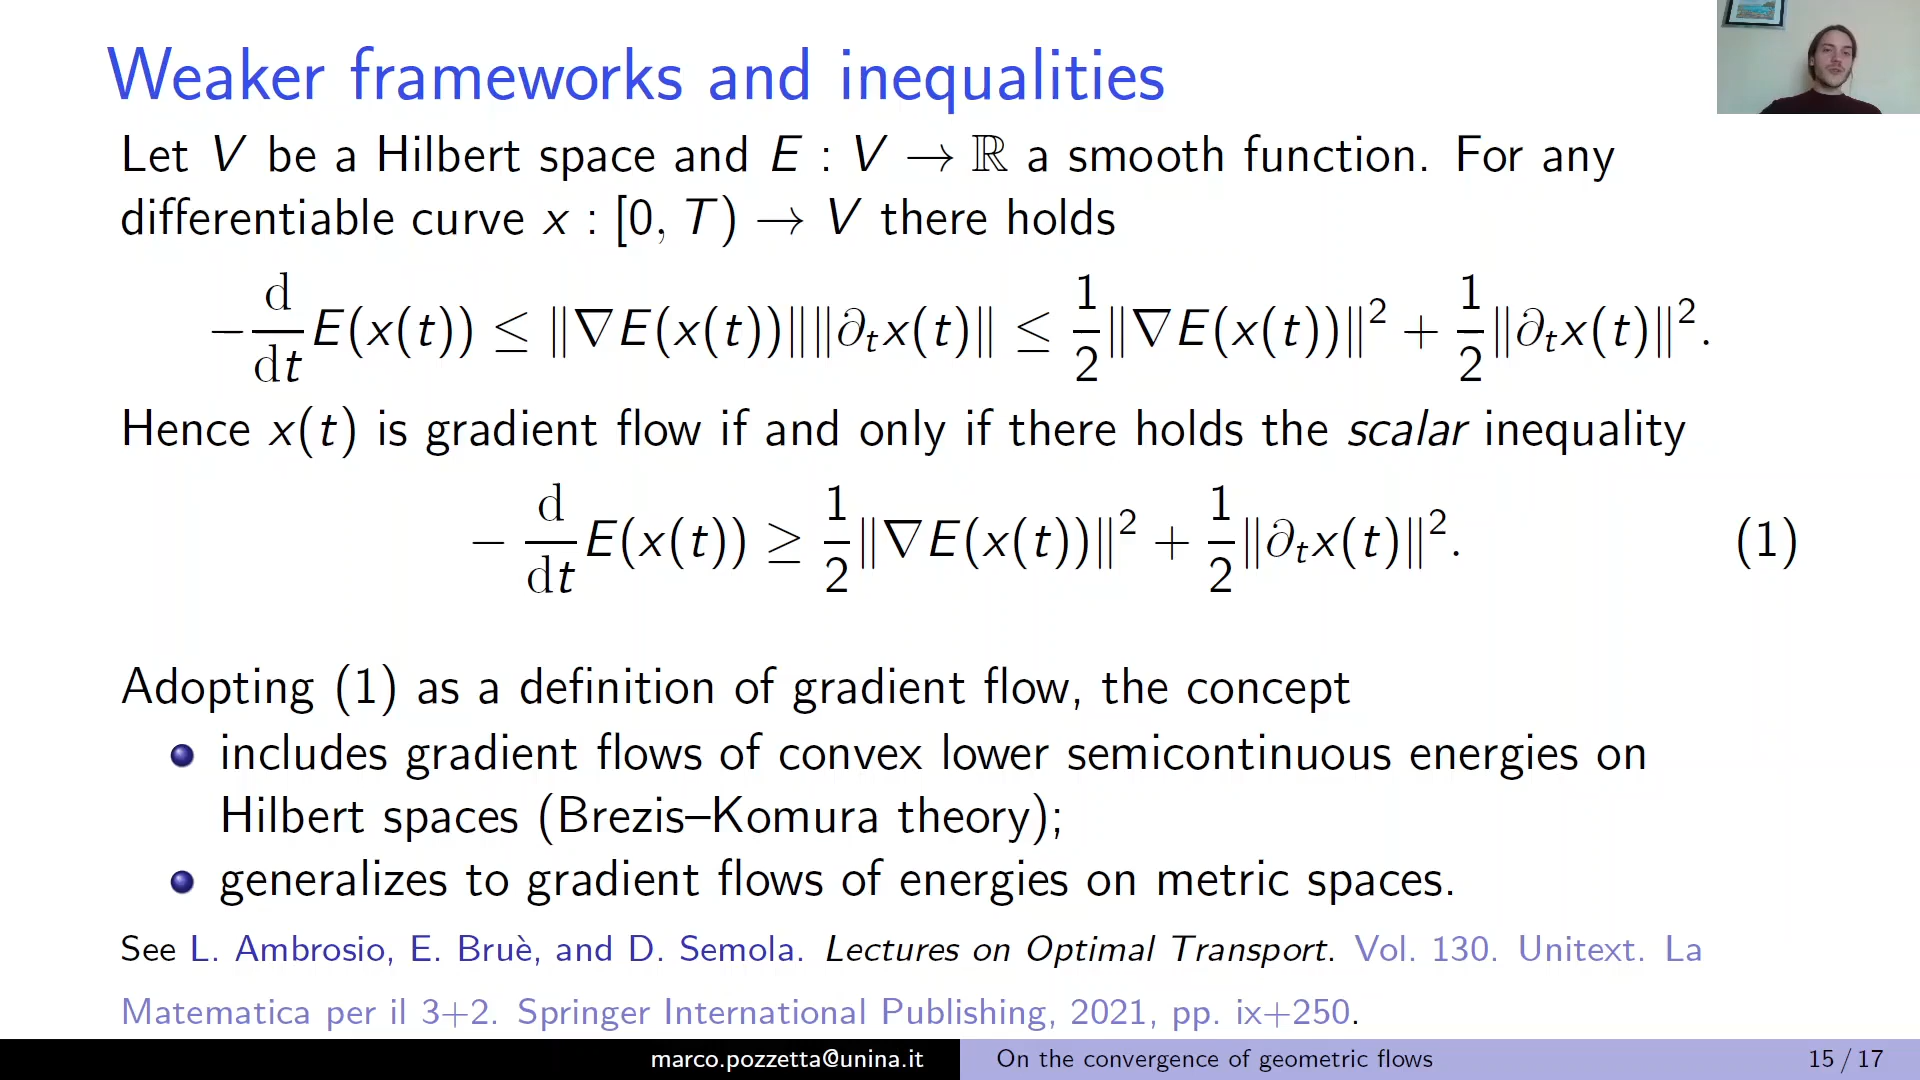 Weaker frameworks and inequalities
Let V be a Hilbert space and E : V → ℝ a smooth function. For any
differentiable curve x : [0, T) → V there holds
−d/dt E(x(t)) ≤ ‖∇E(x(t))‖‖∂ₜx(t)‖ ≤ 1/2‖∇E(x(t))‖² + 1/2‖∂ₜx(t)‖².
Hence x(t) is gradient flow if and only if there holds the scalar inequality
− d/dt E(x(t)) ≥ 1/2‖∇E(x(t))‖² + 1/2‖∂ₜx(t)‖². (1)
Adopting (1) as a definition of gradient flow, the concept
• includes gradient flows of convex lower semicontinuous energies on
Hilbert spaces (Brezis–Komura theory);
• generalizes to gradient flows of energies on metric spaces.
See L. Ambrosio, E. Bruè, and D. Semola. Lectures on Optimal Transport. Vol. 130. Unitext. La
Matematica per il 3+2. Springer International Publishing, 2021, pp. ix+250.
marco.pozzetta@unina.it On the convergence of geometric flows 15 / 17